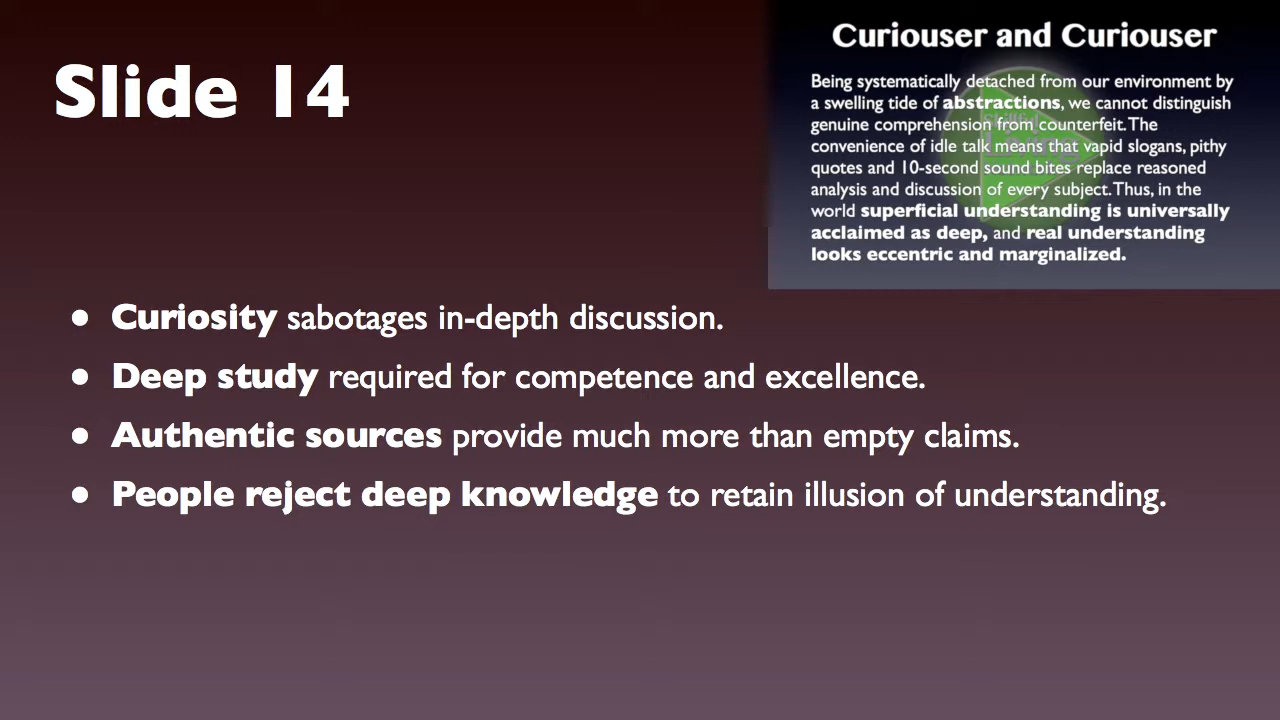 Slide 14
Curiouser and Curiouser
Being systematically detached from our environment by
a swelling tide of abstractions, we cannot distinguish
genuine comprehension from counterfeit. The
convenience of idle talk means that vapid slogans, pithy
quotes and 10-second sound bites replace reasoned
analysis and discussion of every subject. Thus, in the
world superficial understanding is universally
acclaimed as deep, and real understanding
looks eccentric and marginalized.
● Curiosity sabotages in-depth discussion.
● Deep study required for competence and excellence.
● Authentic sources provide much more than empty claims.
● People reject deep knowledge to retain illusion of understanding.